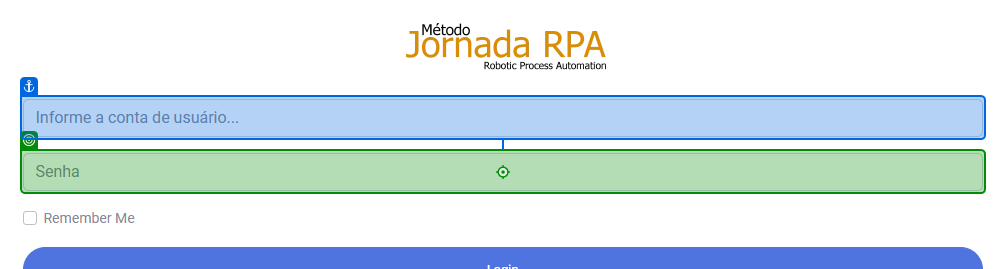 Método
Jornada RPA
Robotic Process Automation
Informe a conta de usuário...
Senha
Remember Me
Login